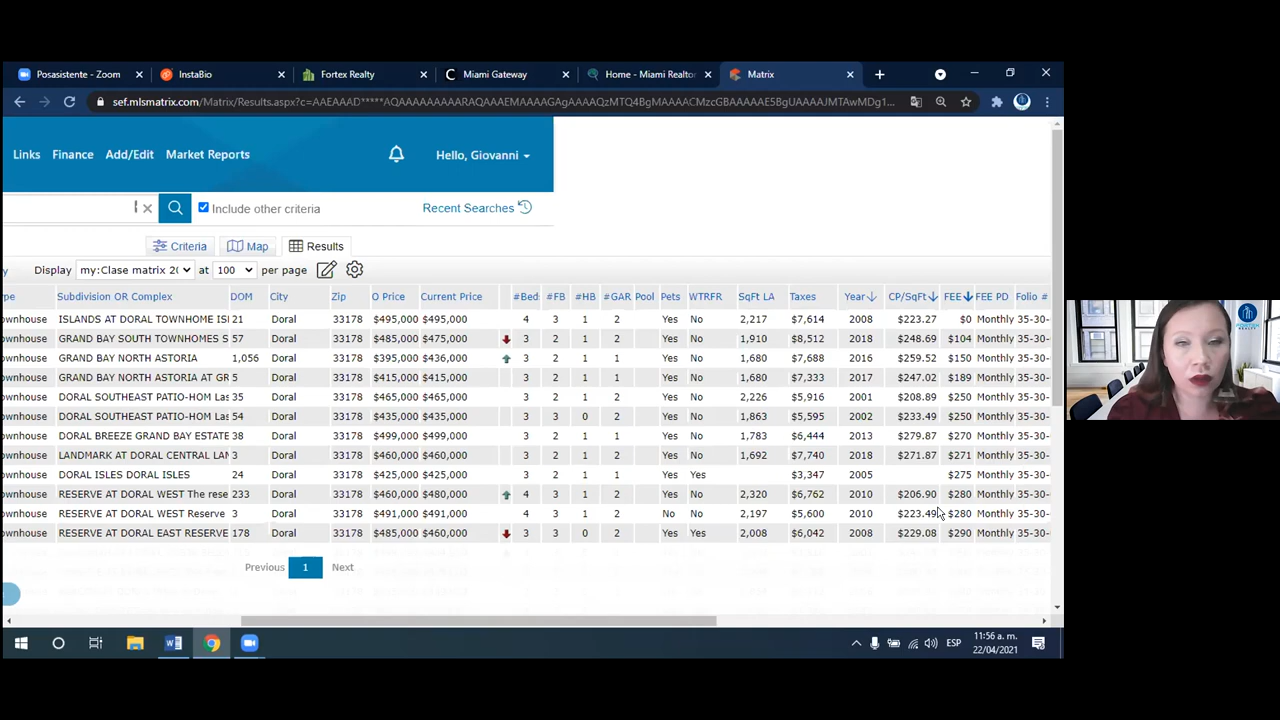 Posasistente - Zoom InstaBio Fortex Realty Miami Gateway Home - Miami Realtor Matrix
sef.mlsmatrix.com/Matrix/Results.aspx?c=AAEAAAD*****AQAAAAAAAAARAQAAAEMAAAAGAgAAAAQzMTQ4BgMAAAACMzcGBAAAAAE5BgUAAAAJMTAwMDg1...
Links Finance Add/Edit Market Reports Hello, Giovanni
Include other criteria Recent Searches
Criteria Map Results
Display my:Clase matrix 20 at 100 per page
ype Subdivision OR Complex DOM City Zip O Price Current Price #Beds #FB #HB #GAR Pool Pets WTRFR SqFt LA Taxes Year CP/SqFt FEE FEE PD Folio #
ownhouse ISLANDS AT DORAL TOWNHOME ISL 21 Doral 33178 $495,000 $495,000 4 3 1 2 Yes No 2,217 $7,614 2008 $223.27 $0 Monthly 35-30-
ownhouse GRAND BAY SOUTH TOWNHOMES S 57 Doral 33178 $485,000 $475,000 3 2 1 2 Yes No 1,910 $8,512 2018 $248.69 $104 Monthly 35-30-
ownhouse GRAND BAY NORTH ASTORIA 1,056 Doral 33178 $395,000 $436,000 3 2 1 1 Yes No 1,680 $7,688 2016 $259.52 $150 Monthly 35-30-
ownhouse GRAND BAY NORTH ASTORIA AT GR 5 Doral 33178 $415,000 $415,000 3 2 1 1 Yes No 1,680 $7,333 2017 $247.02 $189 Monthly 35-30-
ownhouse DORAL SOUTHEAST PATIO-HOM Las 35 Doral 33178 $465,000 $465,000 3 2 1 2 Yes No 2,226 $5,916 2001 $208.89 $250 Monthly 35-30-
ownhouse DORAL SOUTHEAST PATIO-HOM Las 54 Doral 33178 $435,000 $435,000 3 3 0 2 Yes No 1,863 $5,595 2002 $233.49 $250 Monthly 35-30-
ownhouse DORAL BREEZE GRAND BAY ESTATE 38 Doral 33178 $499,000 $499,000 3 2 1 1 Yes No 1,783 $6,444 2013 $279.87 $270 Monthly 35-30-
ownhouse LANDMARK AT DORAL CENTRAL LAN 3 Doral 33178 $460,000 $460,000 3 2 1 2 Yes No 1,692 $7,740 2018 $271.87 $271 Monthly 35-30-
ownhouse DORAL ISLES DORAL ISLES 24 Doral 33178 $425,000 $425,000 3 2 1 1 Yes Yes $3,347 2005 $275 Monthly 35-30-
ownhouse RESERVE AT DORAL WEST The rese 233 Doral 33178 $460,000 $480,000 4 3 1 2 Yes No 2,320 $6,762 2010 $206.90 $280 Monthly 35-30-
ownhouse RESERVE AT DORAL WEST Reserve 3 Doral 33178 $491,000 $491,000 4 3 1 2 No No 2,197 $5,600 2010 $223.49 $280 Monthly 35-30-
ownhouse RESERVE AT DORAL EAST RESERVE 178 Doral 33178 $485,000 $460,000 3 3 0 2 Yes Yes 2,008 $6,042 2008 $229.08 $290 Monthly 35-30-
Previous 1 Next
ESP 11:56 a. m.
22/04/2021